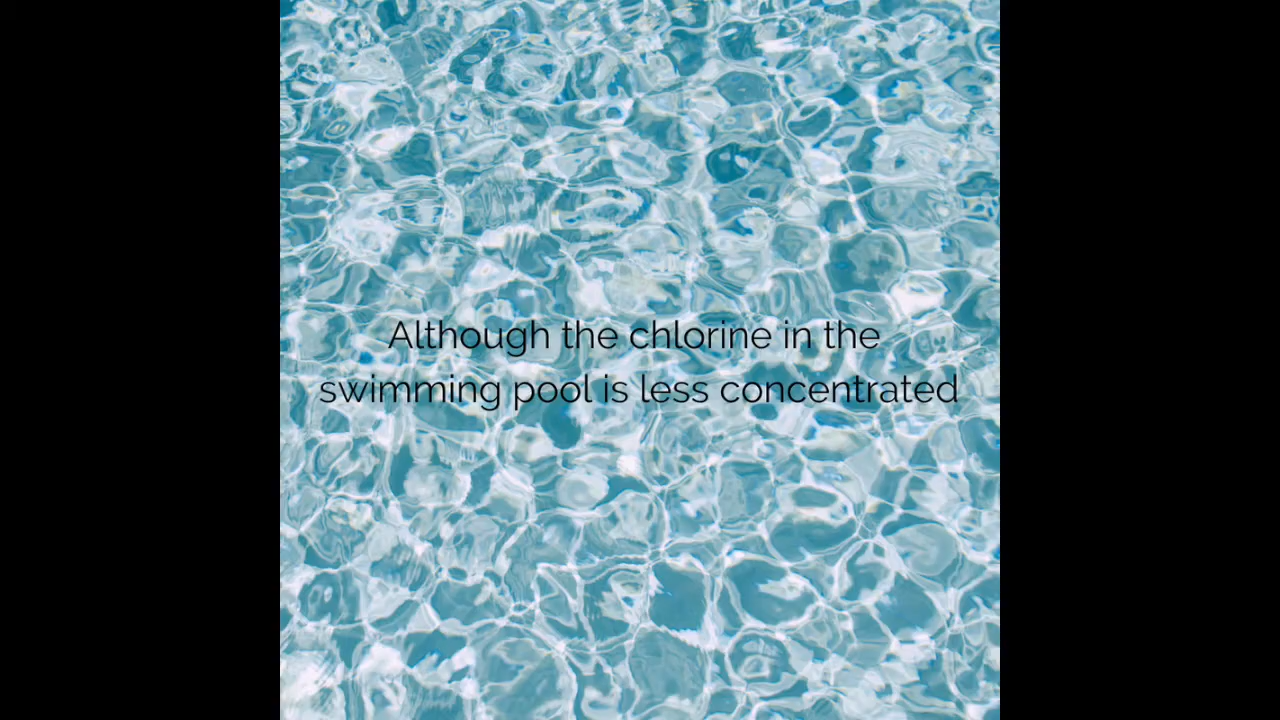 Although the chlorine in the
swimming pool is less concentrated